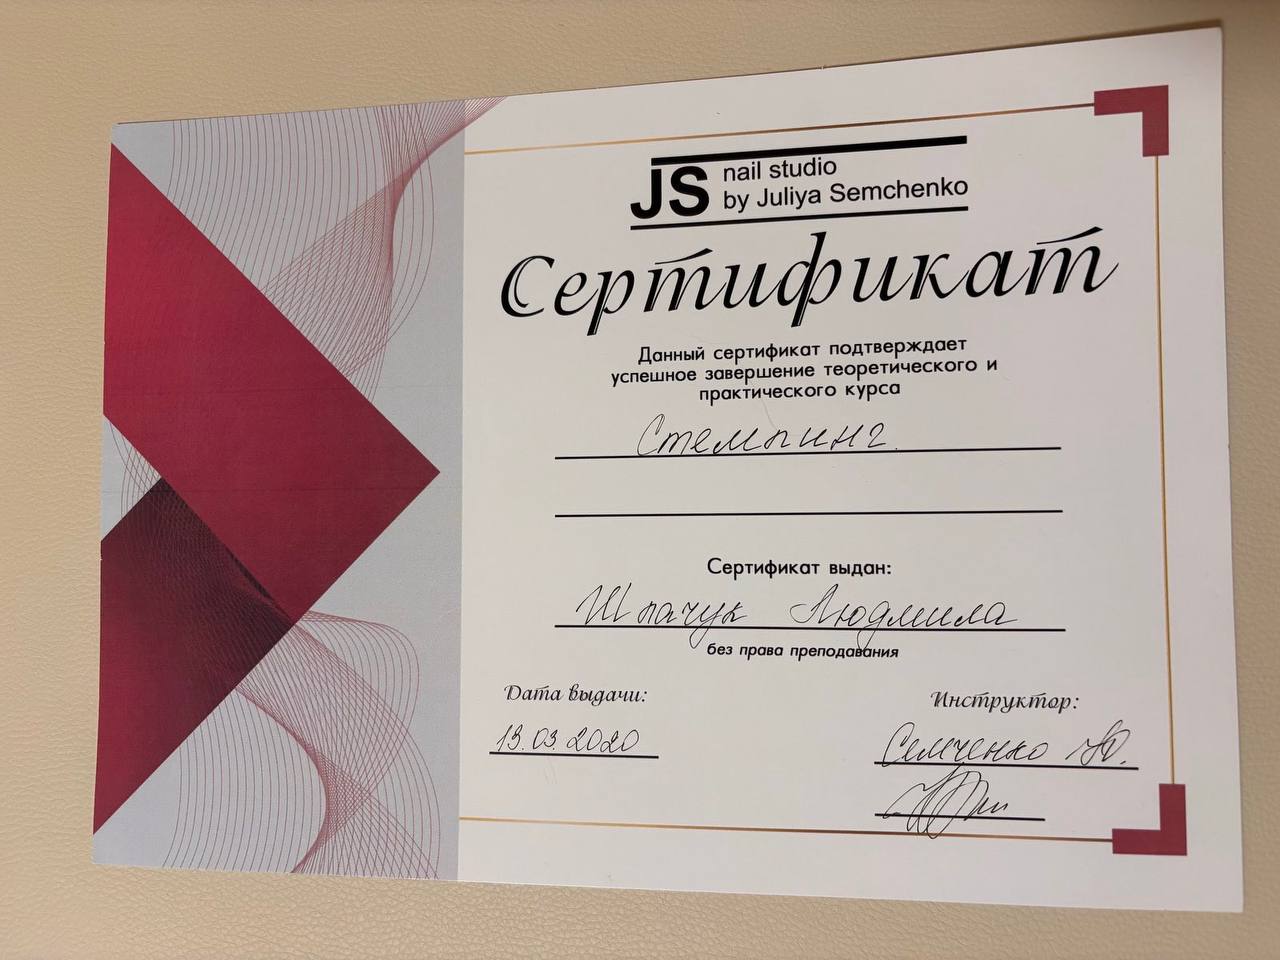 JS nail studio
by Juliya Semchenko
Сертификат
Данный сертификат подтверждает
успешное завершение теоретического и
практического курса
Стемпинг.
Сертификат выдан:
Шпачук Людмила
без права преподавания
Дата выдачи:
13.03.2020
Инструктор:
Семченко Ю.